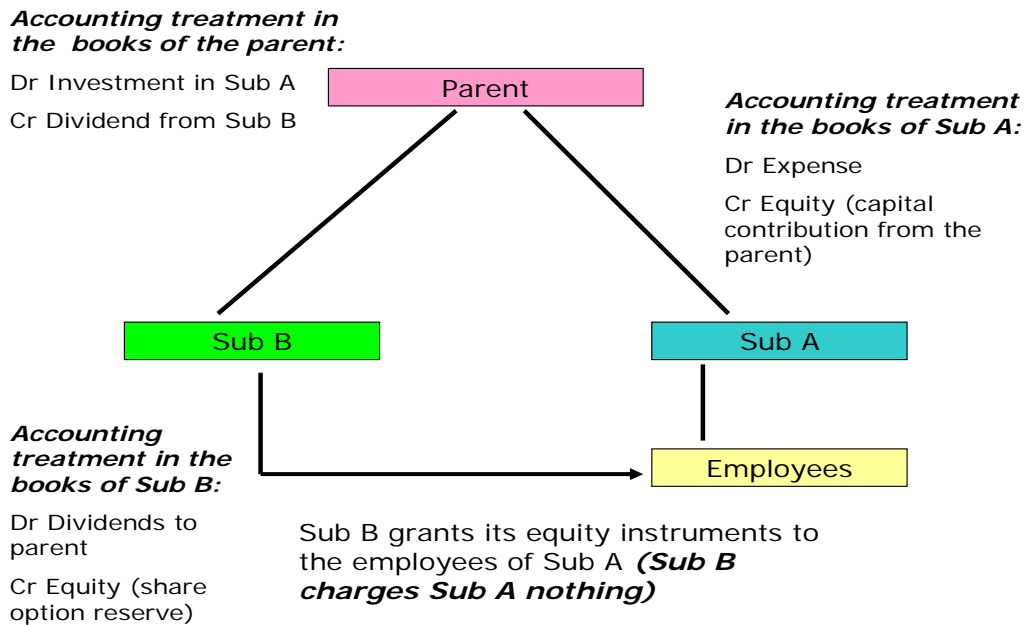 Accounting treatment in
the books of the parent:
Dr Investment in Sub A
Cr Dividend from Sub B
Parent
Accounting treatment
in the books of Sub A:
Dr Expense
Cr Equity (capital
contribution from the
parent)
Sub B
Sub A
Accounting
treatment in the
books of Sub B:
Dr Dividends to
parent
Cr Equity (share
option reserve)
Employees
Sub B grants its equity instruments to
the employees of Sub A (Sub B
charges Sub A nothing)